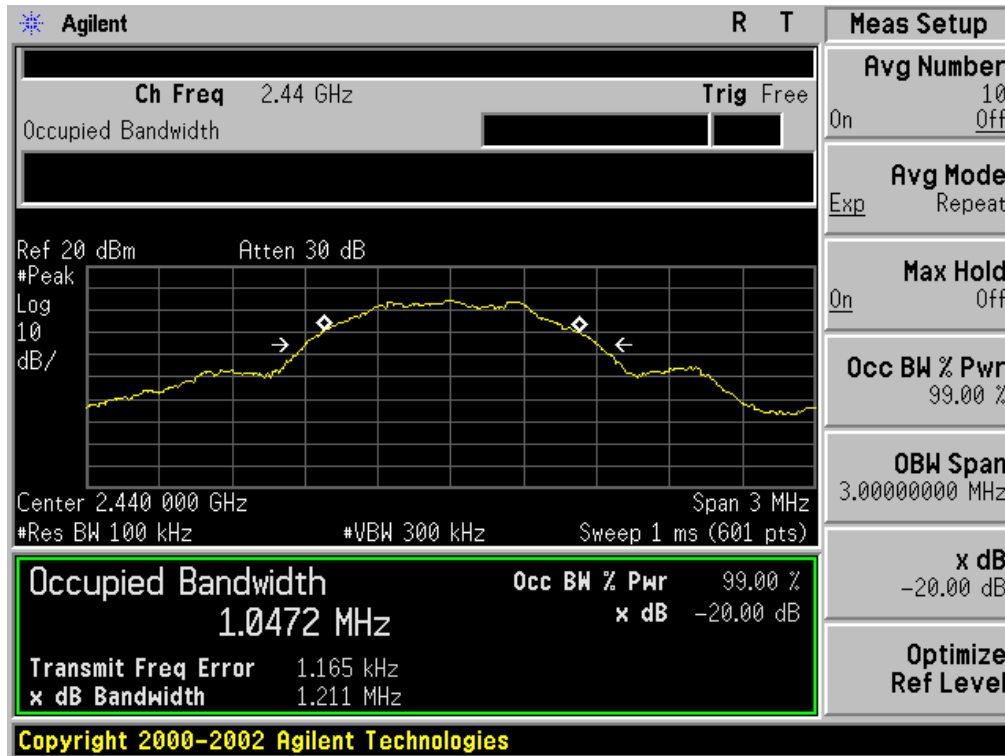 Agilent R T
Ch Freq 2.44 GHz Trig Free
Occupied Bandwidth
Ref 20 dBm Atten 30 dB
#Peak
Log
10
dB/
Center 2.440 000 GHz Span 3 MHz
#Res BW 100 kHz #VBW 300 kHz Sweep 1 ms (601 pts)
Occupied Bandwidth
1.0472 MHz
Occ BW % Pwr 99.00 %
x dB -20.00 dB
Transmit Freq Error 1.165 kHz
x dB Bandwidth 1.211 MHz
Copyright 2000-2002 Agilent Technologies
Meas Setup
Avg Number
10
On Off
Avg Mode
Exp Repeat
Max Hold
On Off
Occ BW % Pwr
99.00 %
OBW Span
3.00000000 MHz
x dB
-20.00 dB
Optimize
Ref Level